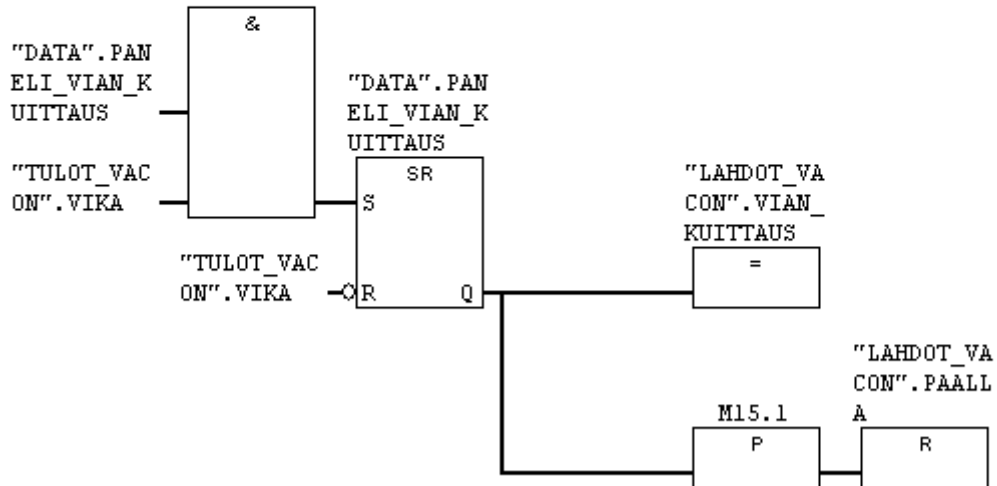 &
"DATA".PAN
ELI_VIAN_K
UITTAUS
"DATA".PAN
ELI_VIAN_K
UITTAUS
"TULOT_VAC
ON".VIKA
SR
S
"LAHDOT_VA
CON".VIAN_
KUITTAUS
=
"TULOT_VAC
ON".VIKA
R
Q
"LAHDOT_VA
CON".PAALL
A
M15.1
P
R